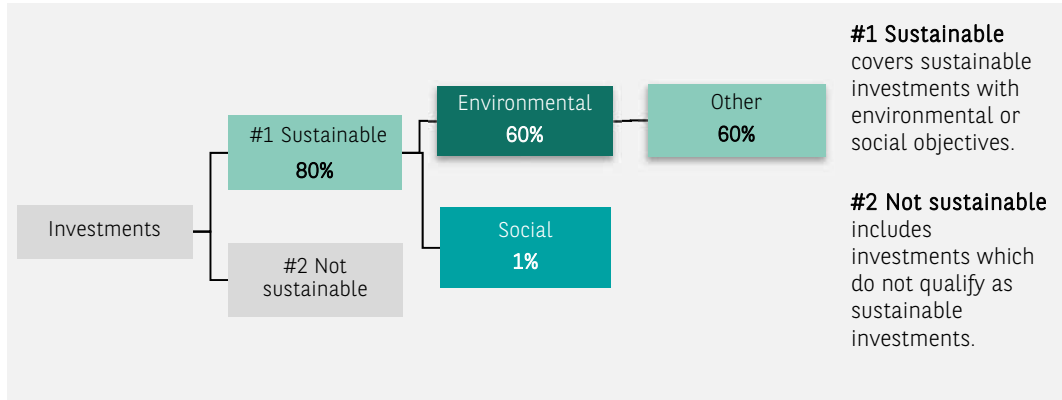 Investments
#1 Sustainable
80%
#2 Not
sustainable
Environmental
60%
Social
1%
Other
60%
#1 Sustainable
covers sustainable
investments with
environmental or
social objectives.
#2 Not sustainable
includes
investments which
do not qualify as
sustainable
investments.